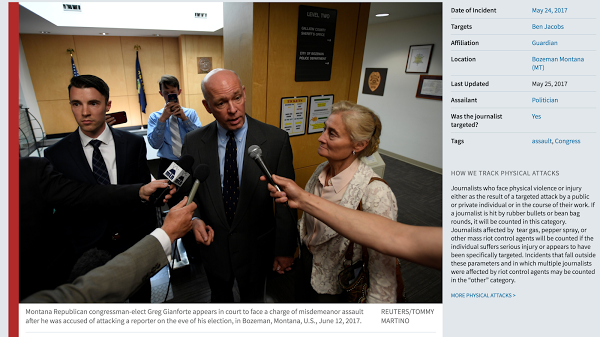 LEVEL TWO
Montana Republican congressman-elect Greg Gianforte appears in court to face a charge of misdemeanor assault
after he was accused of attacking a reporter on the eve of his election, in Bozeman, Montana, U.S., June 12, 2017.
REUTERS/TOMMY
MARTINO
Date of Incident May 24, 2017
Targets Ben Jacobs
Affiliation Guardian
Location Bozeman Montana
(MT)
Last Updated May 25, 2017
Assailant Politician
Was the journalist Yes
targeted?
Tags assault, Congress
HOW WE TRACK PHYSICAL ATTACKS
Journalists who face physical violence or injury
either as the result of a targeted attack by a public
or private individual or in the course of their work. If
a journalist is hit by rubber bullets or bean bag
rounds, it will be counted in this category.
Journalists affected by tear gas, pepper spray, or
other mass riot control agents will be counted if the
individual suffers serious injury or appears to have
been specifically targeted. Incidents that fall outside
these parameters and in which multiple journalists
were affected by riot control agents may be counted
in the "other" category.
MORE PHYSICAL ATTACKS >